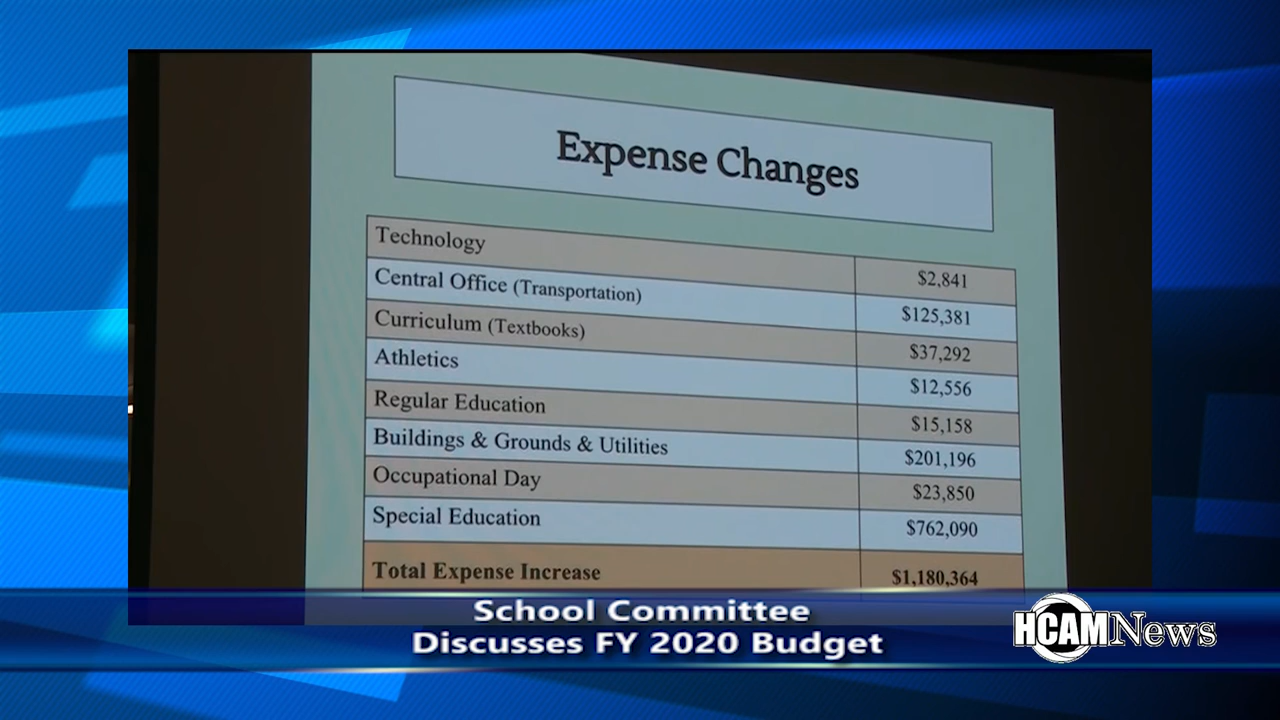 Expense Changes
Technology $2,841
Central Office (Transportation) $125,381
Curriculum (Textbooks) $37,292
Athletics $12,556
Regular Education $15,158
Buildings & Grounds & Utilities $201,196
Occupational Day $23,850
Special Education $762,090
Total Expense Increase $1,180,364
School Committee
Discusses FY 2020 Budget
HCAM News